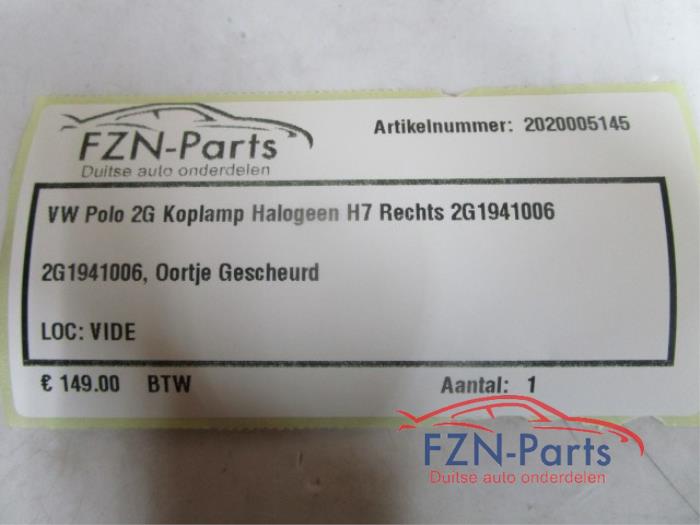 FZN-Parts
Duitse auto onderdelen
Artikelnummer: 2020005145
VW Polo 2G Koplamp Halogeen H7 Rechts 2G1941006
2G1941006, Oortje Gescheurd
LOC: VIDE
€ 149.00 BTW
Aantal: 1
FZN-Parts
Duitse auto onderdelen